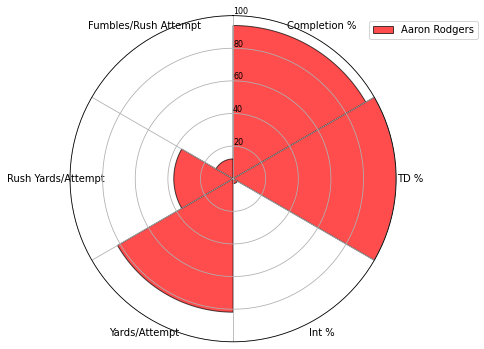 100
Fumbles/Rush Attempt
Completion %
Aaron Rodgers
80
60
40
20
Rush Yards/Attempt
TD %
Yards/Attempt
Int %